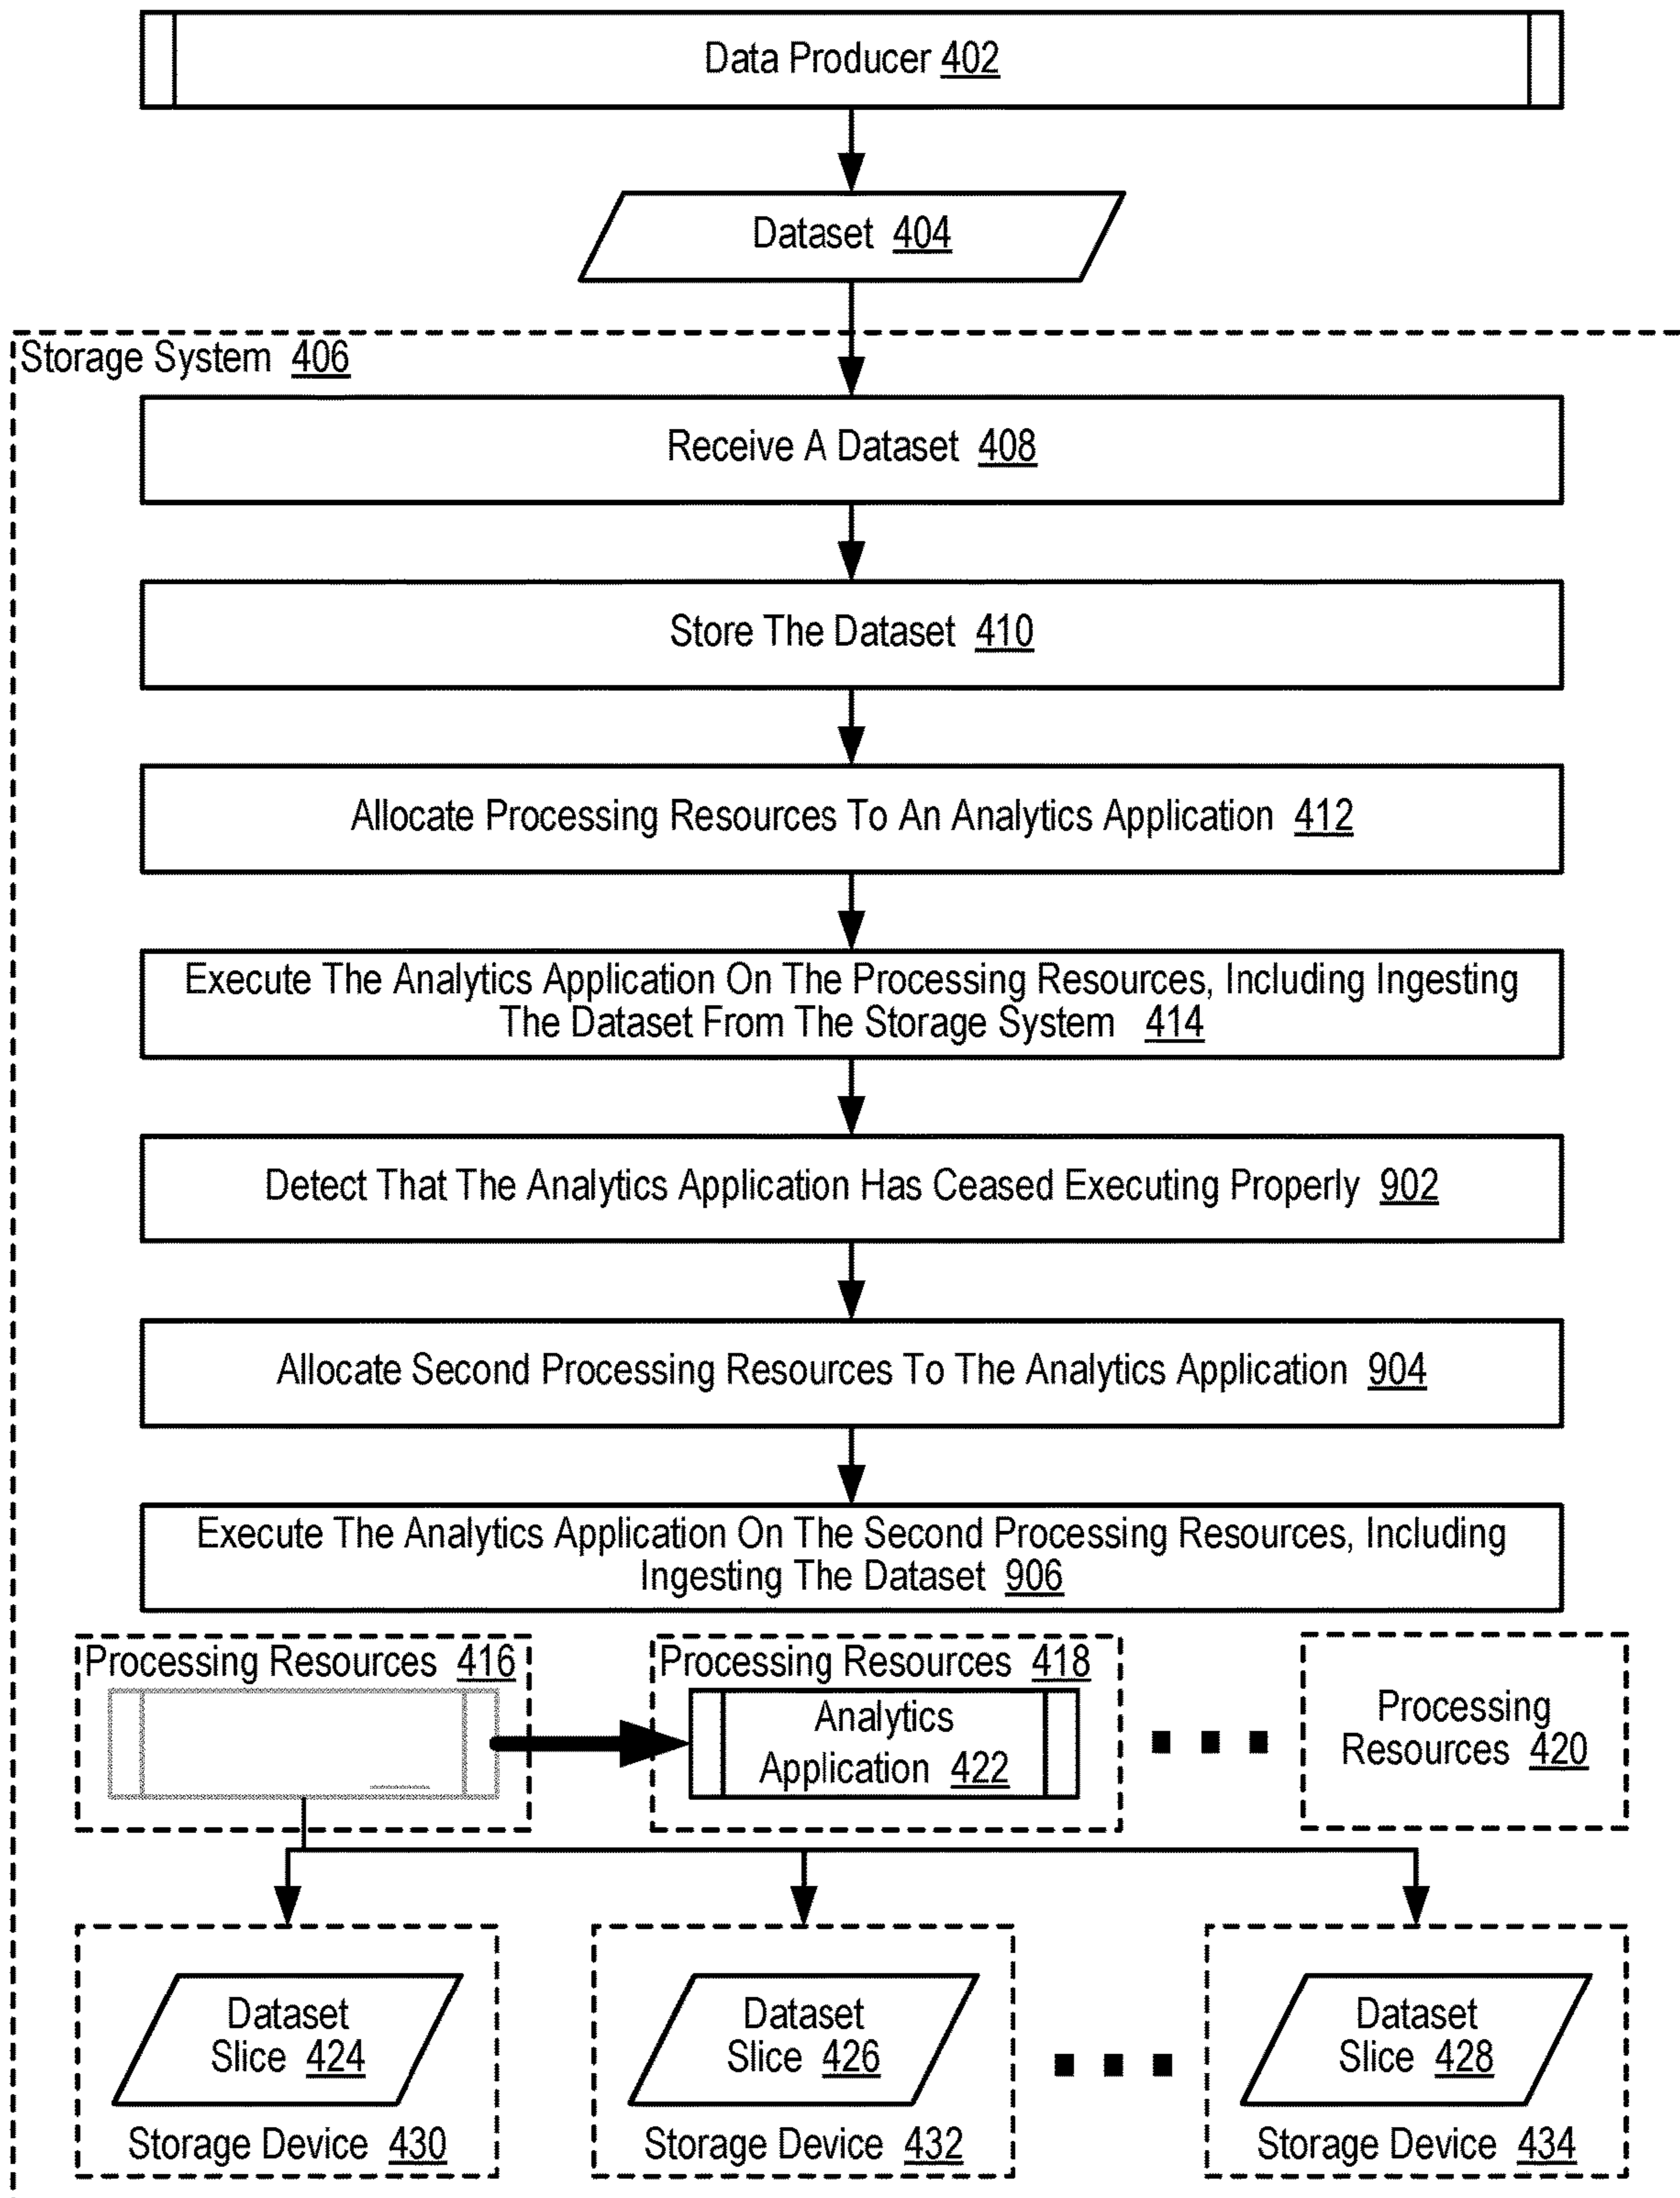 Data Producer 402
Dataset 404
Storage System 406
Receive A Dataset 408
Store The Dataset 410
Allocate Processing Resources To An Analytics Application 412
Execute The Analytics Application On The Processing Resources, Including Ingesting
The Dataset From The Storage System 414
Detect That The Analytics Application Has Ceased Executing Properly 902
Allocate Second Processing Resources To The Analytics Application 904
Execute The Analytics Application On The Second Processing Resources, Including
Ingesting The Dataset 906
Processing Resources 416
Processing Resources 418
Analytics
Application 422
Processing
Resources 420
Dataset
Slice 424
Storage Device 430
Dataset
Slice 426
Storage Device 432
Dataset
Slice 428
Storage Device 434